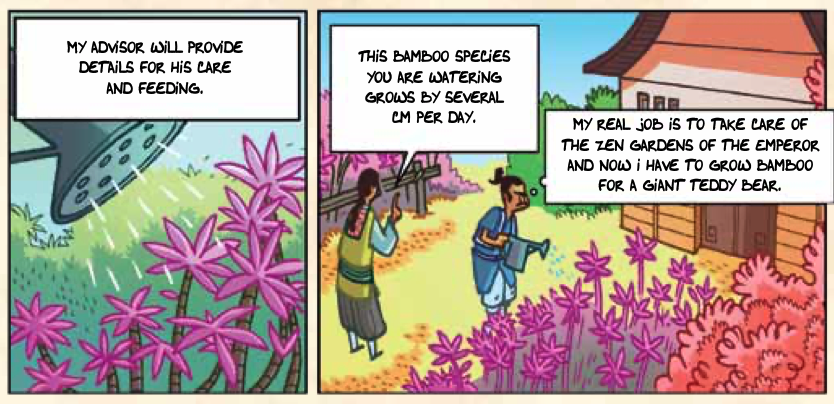 MY ADVISOR WILL PROVIDE
DETAILS FOR HIS CARE
AND FEEDING.
THIS BAMBOO SPECIES
YOU ARE WATERING
GROWS BY SEVERAL
CM PER DAY.
MY REAL JOB IS TO TAKE CARE OF
THE ZEN GARDENS OF THE EMPEROR
AND NOW I HAVE TO GROW BAMBOO
FOR A GIANT TEDDY BEAR.